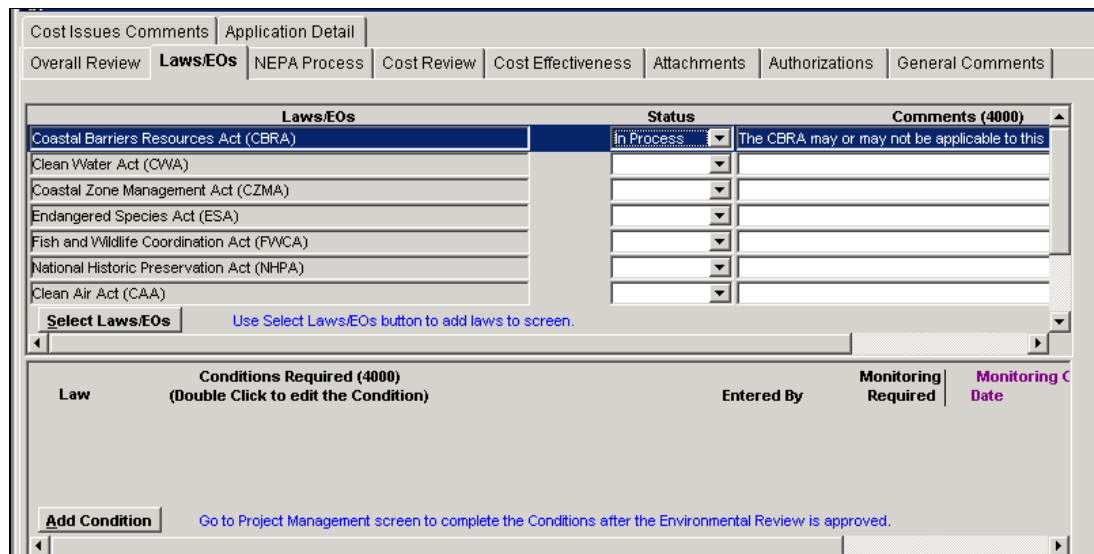 Cost Issues Comments Application Detail
Overall Review Laws/EOs NEPA Process Cost Review Cost Effectiveness Attachments Authorizations General Comments
Laws/EOs Status Comments (4000)
Coastal Barriers Resources Act (CBRA) In Process The CBRA may or may not be applicable to this
Clean Water Act (CWA)
Coastal Zone Management Act (CZMA)
Endangered Species Act (ESA)
Fish and Wildlife Coordination Act (FWCA)
National Historic Preservation Act (NHPA)
Clean Air Act (CAA)
Select Laws/EOs Use Select Laws/EOs button to add laws to screen.
Conditions Required (4000) Monitoring Monitoring C
Law (Double Click to edit the Condition) Entered By Required Date
Add Condition Go to Project Management screen to complete the Conditions after the Environmental Review is approved.